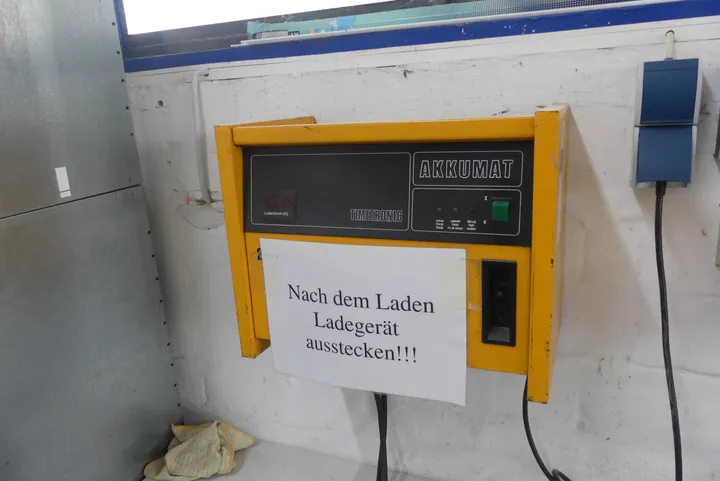 AKKUMAT
TIMETRONIC
Nach dem Laden
Ladegerät
ausstecken!!!